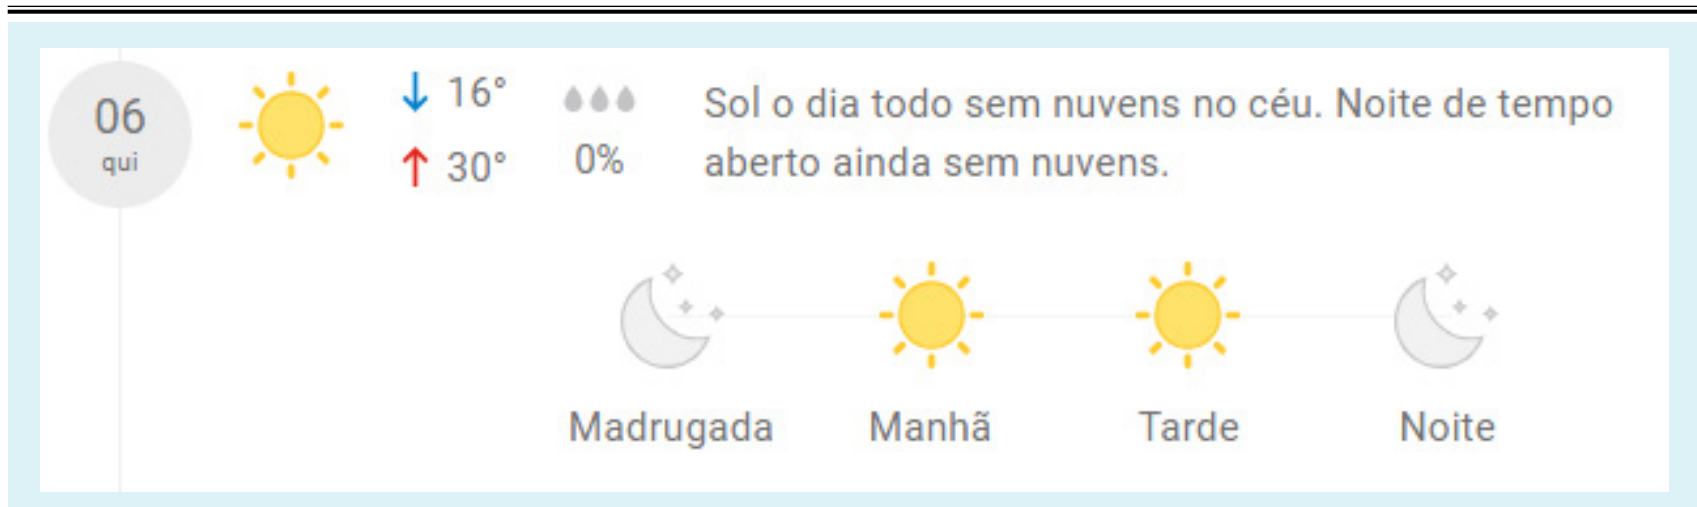 06
qui
16°
30°
0%
Sol o dia todo sem nuvens no céu. Noite de tempo
aberto ainda sem nuvens.
Madrugada
Manhã
Tarde
Noite